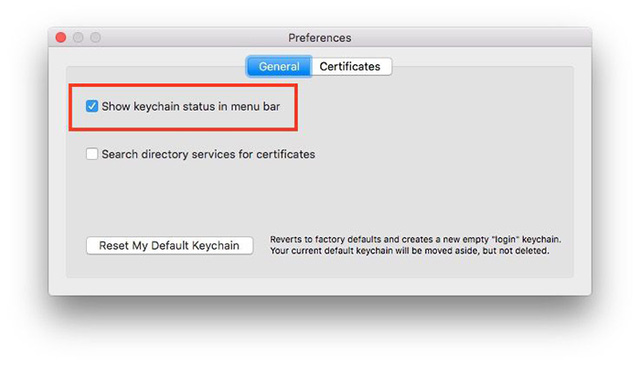 Preferences
General
Certificates
Show keychain status in menu bar
Search directory services for certificates
Reset My Default Keychain
Reverts to factory defaults and creates a new empty "login" keychain.
Your current default keychain will be moved aside, but not deleted.